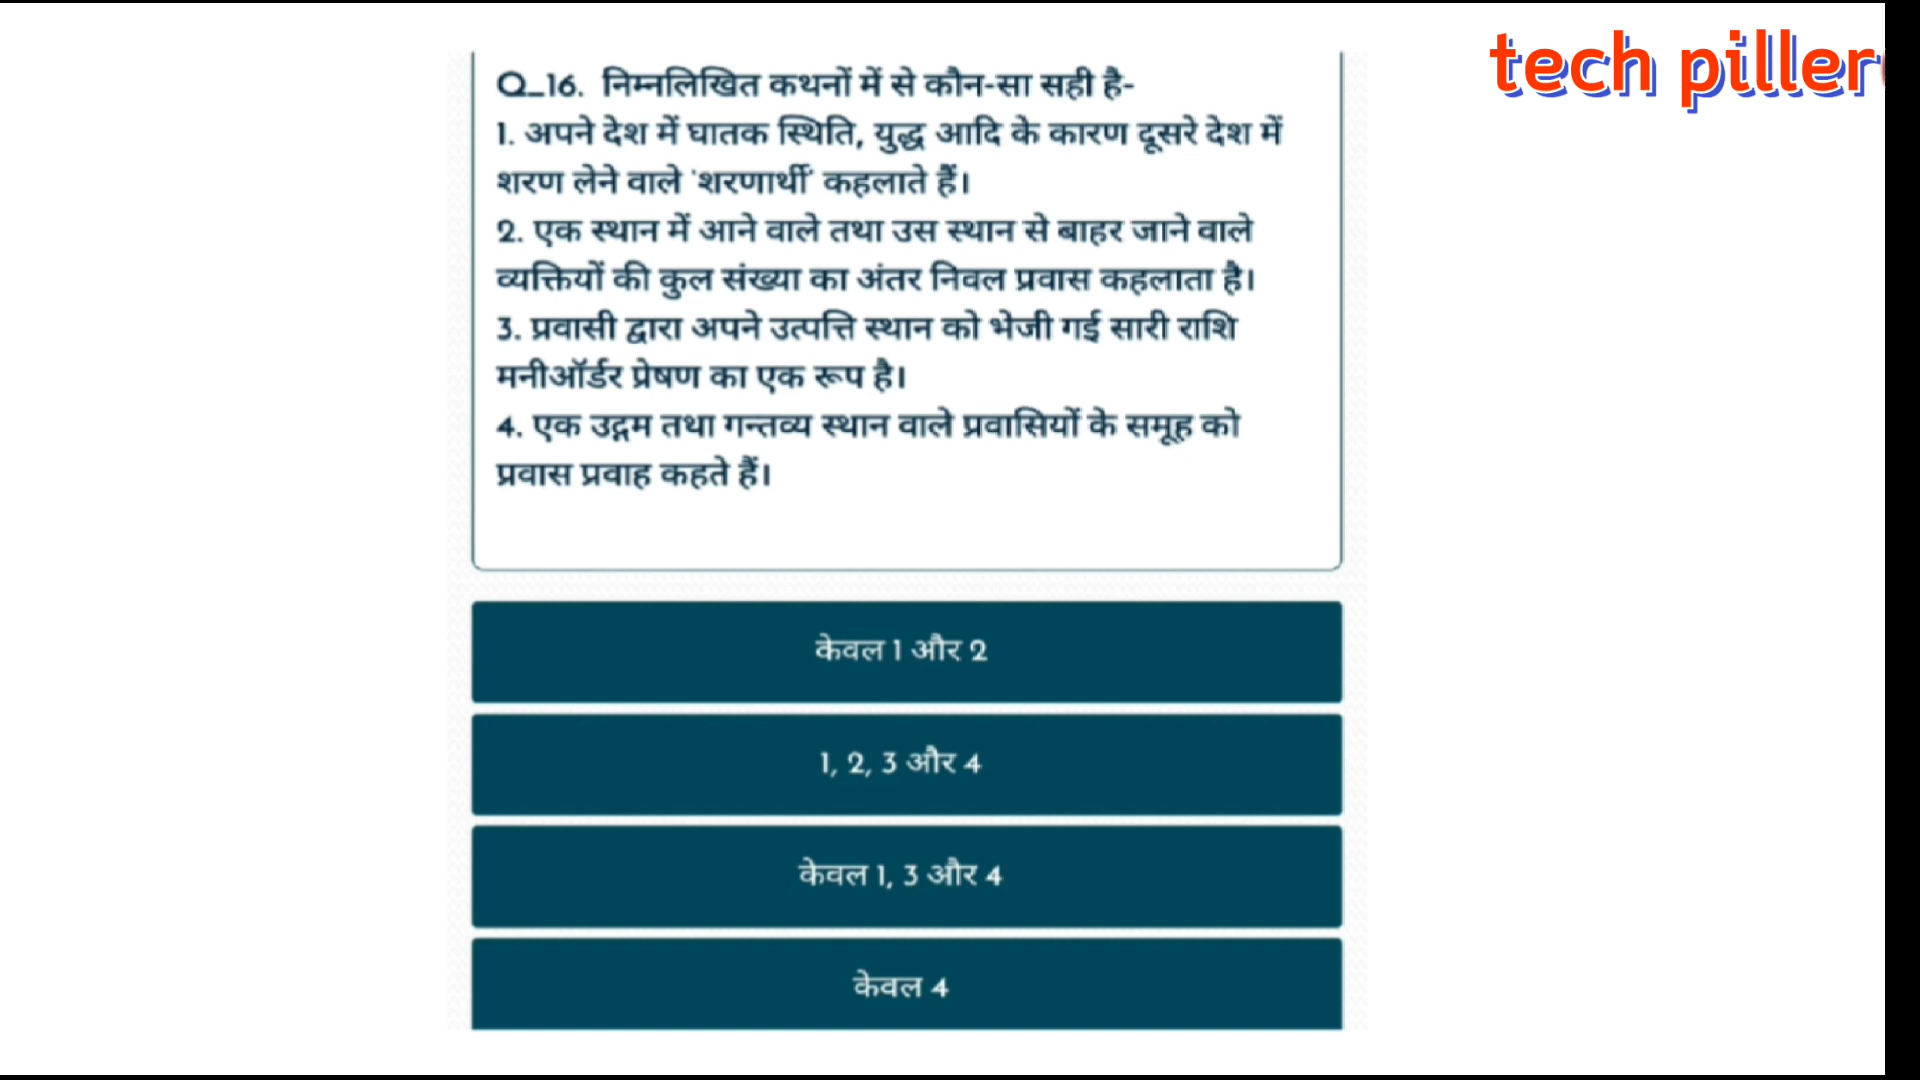 tech piller
Q_16. निम्नलिखित कथनों में से कौन-सा सही है-
1. अपने देश में घातक स्थिति, युद्ध आदि के कारण दूसरे देश में
शरण लेने वाले 'शरणार्थी' कहलाते हैं।
2. एक स्थान में आने वाले तथा उस स्थान से बाहर जाने वाले
व्यक्तियों की कुल संख्या का अंतर निवल प्रवास कहलाता है।
3. प्रवासी द्वारा अपने उत्पत्ति स्थान को भेजी गई सारी राशि
मनीऑर्डर प्रेषण का एक रूप है।
4. एक उद्गम तथा गन्तव्य स्थान वाले प्रवासियों के समूह को
प्रवास प्रवाह कहते हैं।
केवल 1 और 2
1, 2, 3 और 4
केवल 1, 3 और 4
केवल 4